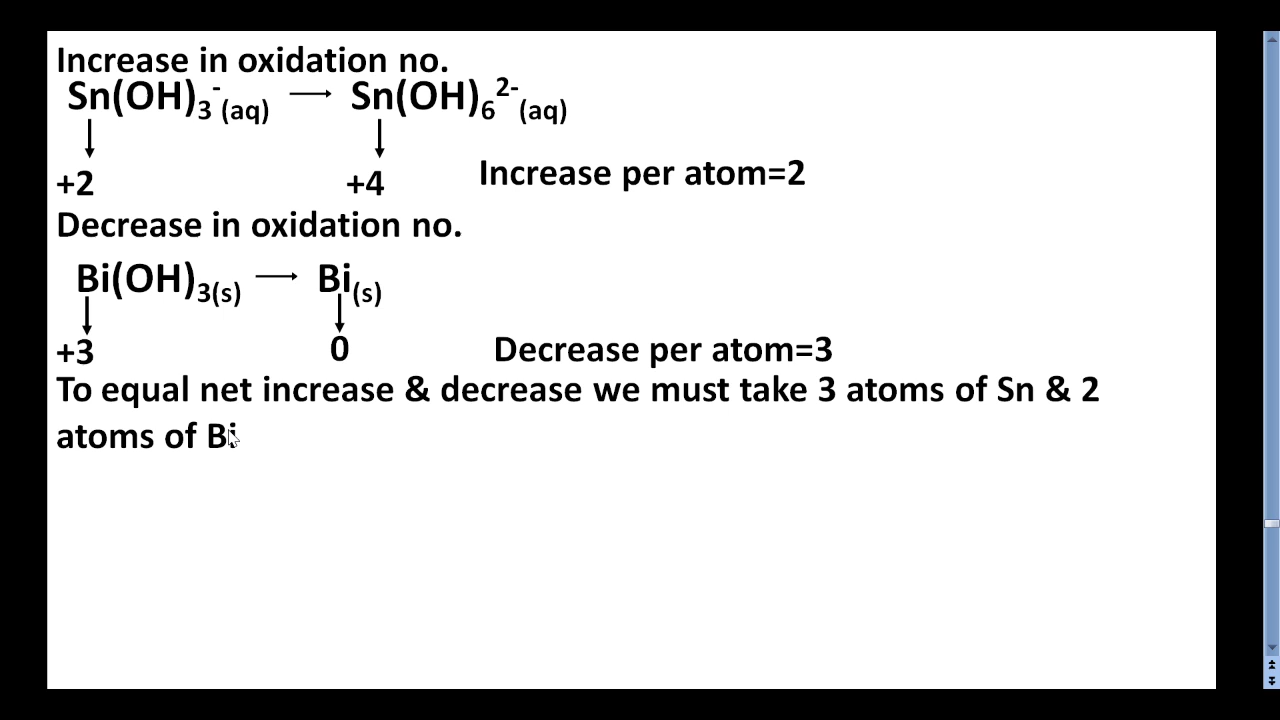 Increase in oxidation no.
Sn(OH)₃⁻(aq) → Sn(OH)₆²⁻(aq)
+2 +4 Increase per atom=2
Decrease in oxidation no.
Bi(OH)₃(s) → Bi(s)
+3 0 Decrease per atom=3
To equal net increase & decrease we must take 3 atoms of Sn & 2
atoms of Bi